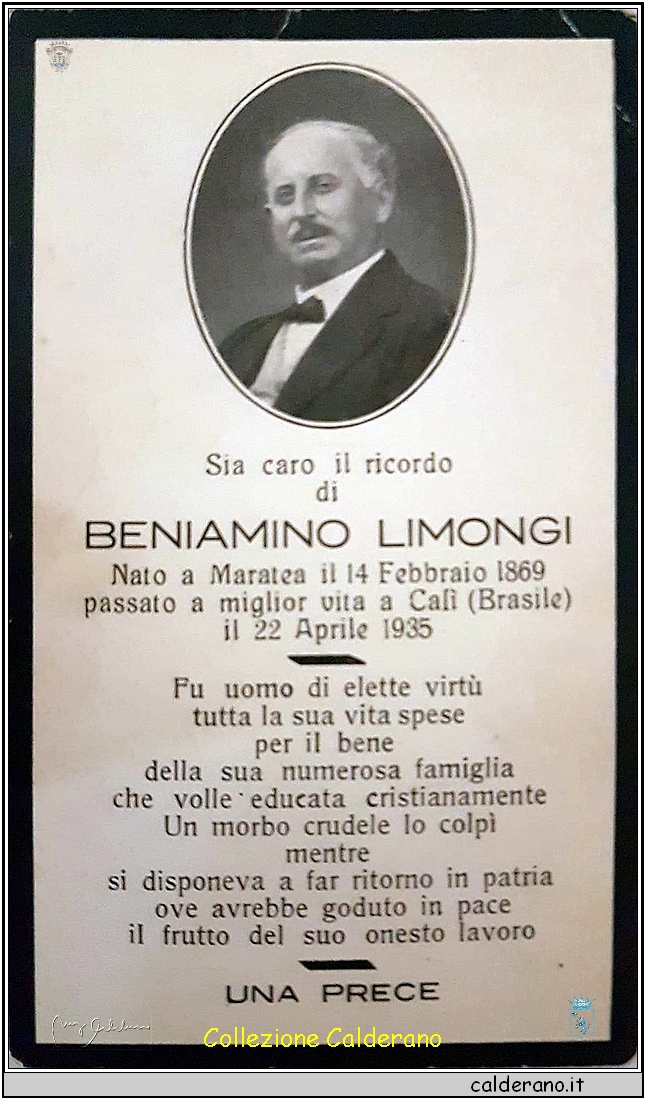 Sia caro il ricordo
di
BENIAMINO LIMONGI
Nato a Maratea il 14 Febbraio 1869
passato a miglior vita a Calì (Brasile)
il 22 Aprile 1935
Fu uomo di elette virtù
tutta la sua vita spese
per il bene
della sua numerosa famiglia
che volle educata cristianamente
Un morbo crudele lo colpì
mentre
si disponeva a far ritorno in patria
ove avrebbe goduto in pace
il frutto del suo onesto lavoro
UNA PRECE
Collezione Calderano
calderano.it